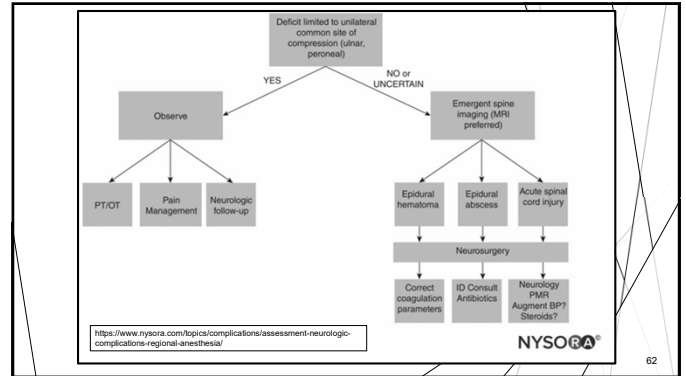 Deficit limited to unilateral
common site of
compression (ulnar,
peroneal)
YES
NO or
UNCERTAIN
Observe
Emergent spine
imaging (MRI
preferred)
PT/OT
Pain
Management
Neurologic
follow-up
Epidural
hematoma
Epidural
abscess
Acute spinal
cord injury
Neurosurgery
Correct
coagulation
parameters
ID Consult
Antibiotics
Neurology
PMR
Augment BP?
Steroids?
https://www.nysora.com/topics/complications/assessment-neurologic-
complications-regional-anesthesia/
NYSORA®
62